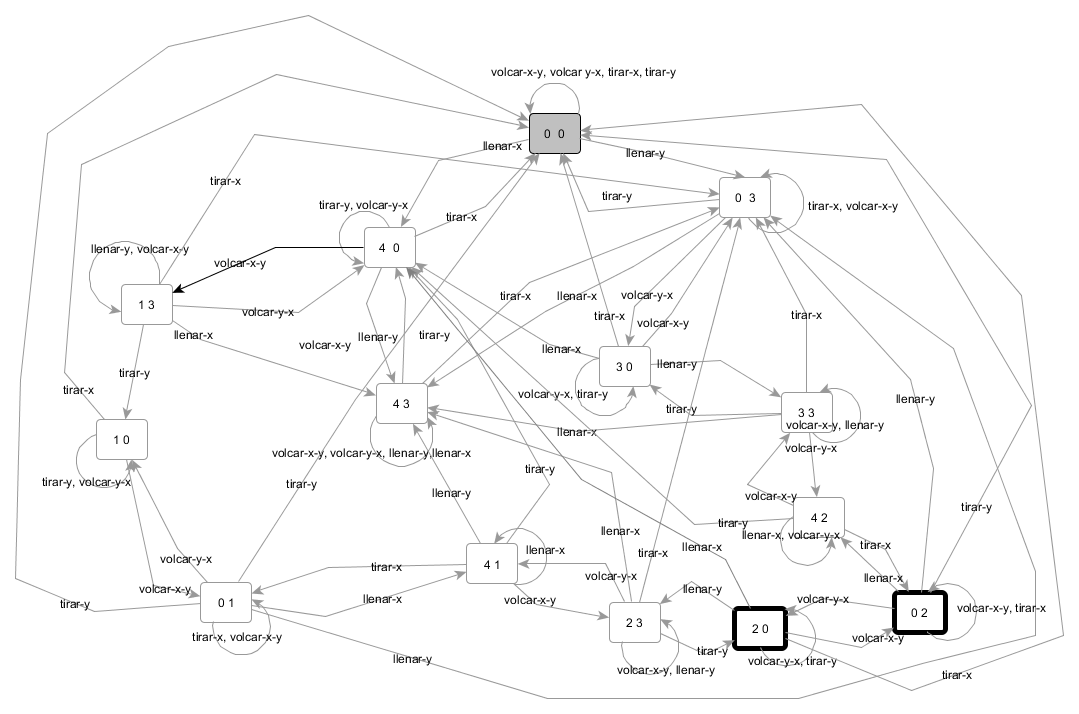 volcar-x-y, volcar y-x, tirar-x, tirar-y
0 0
llenar-x
llenar-y
tirar-x
tirar-y
0 3
tirar-x, volcar-x-y
tirar-y, volcar-y-x
tirar-x
4 0
llenar-y, volcar-x-y
volcar-x-y
1 3
volcar-y-x
tirar-x
llenar-x
volcar-y-x
tirar-x
volcar-x-y
tirar-x
llenar-x
volcar-x-y
llenar-y
tirar-y
llenar-x
llenar-y
3 0
tirar-y
tirar-x
volcar-y-x, tirar-y
4 3
tirar-y
3 3
llenar-y
volcar-x-y, llenar-y
llenar-x
1 0
volcar-x-y, volcar-y-x, llenar-y,llenar-x
volcar-y-x
tirar-y, volcar-y-x
tirar-y
tirar-y
llenar-y
volcar-x-y
tirar-y
4 2
tirar-y
llenar-x
llenar-x, volcar-y-x
tirar-x
llenar-x
llenar-x
tirar-x
volcar-y-x
tirar-x
4 1
volcar-y-x
llenar-x
volcar-x-y
llenar-y
tirar-y
0 1
llenar-x
volcar-x-y
volcar-y-x
0 2
volcar-x-y, tirar-x
2 3
2 0
tirar-x, volcar-x-y
volcar-x-y
tirar-y
llenar-y
volcar-x-y, llenar-y
volcar-y-x, tirar-y
tirar-x